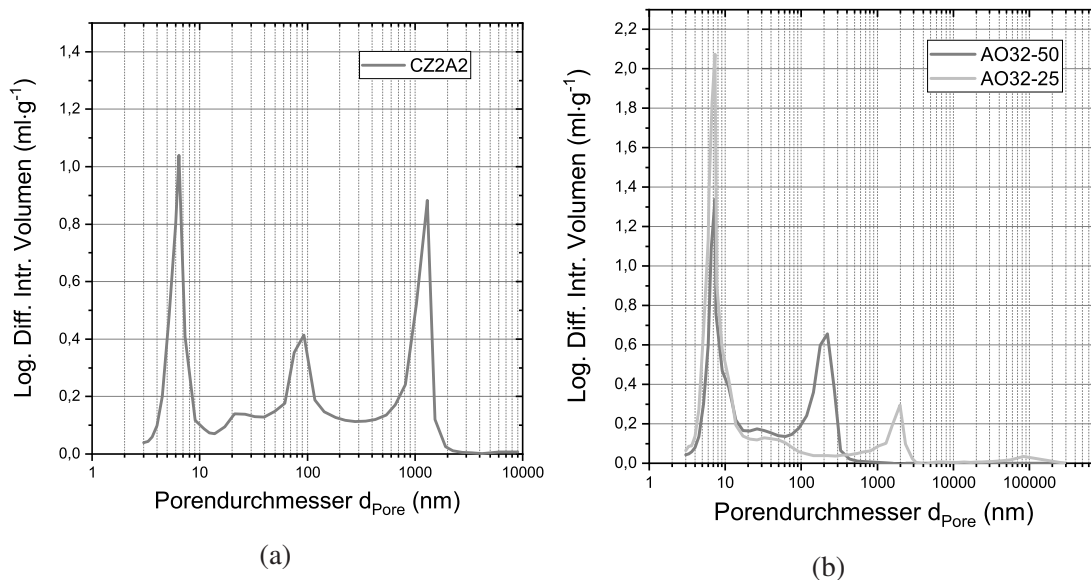 1,4
1,2
1,0
0,8
0,6
0,4
0,2
0,0
Log. Diff. Intr. Volumen (ml·g⁻¹)
CZ2A2
1 10 100 1000 10000
Porendurchmesser d_Pore (nm)
(a)
2,2
2,0
1,8
1,6
1,4
1,2
1,0
0,8
0,6
0,4
0,2
0,0
Log. Diff. Intr. Volumen (ml·g⁻¹)
AO32-50
AO32-25
1 10 100 1000 10000 100000
Porendurchmesser d_Pore (nm)
(b)